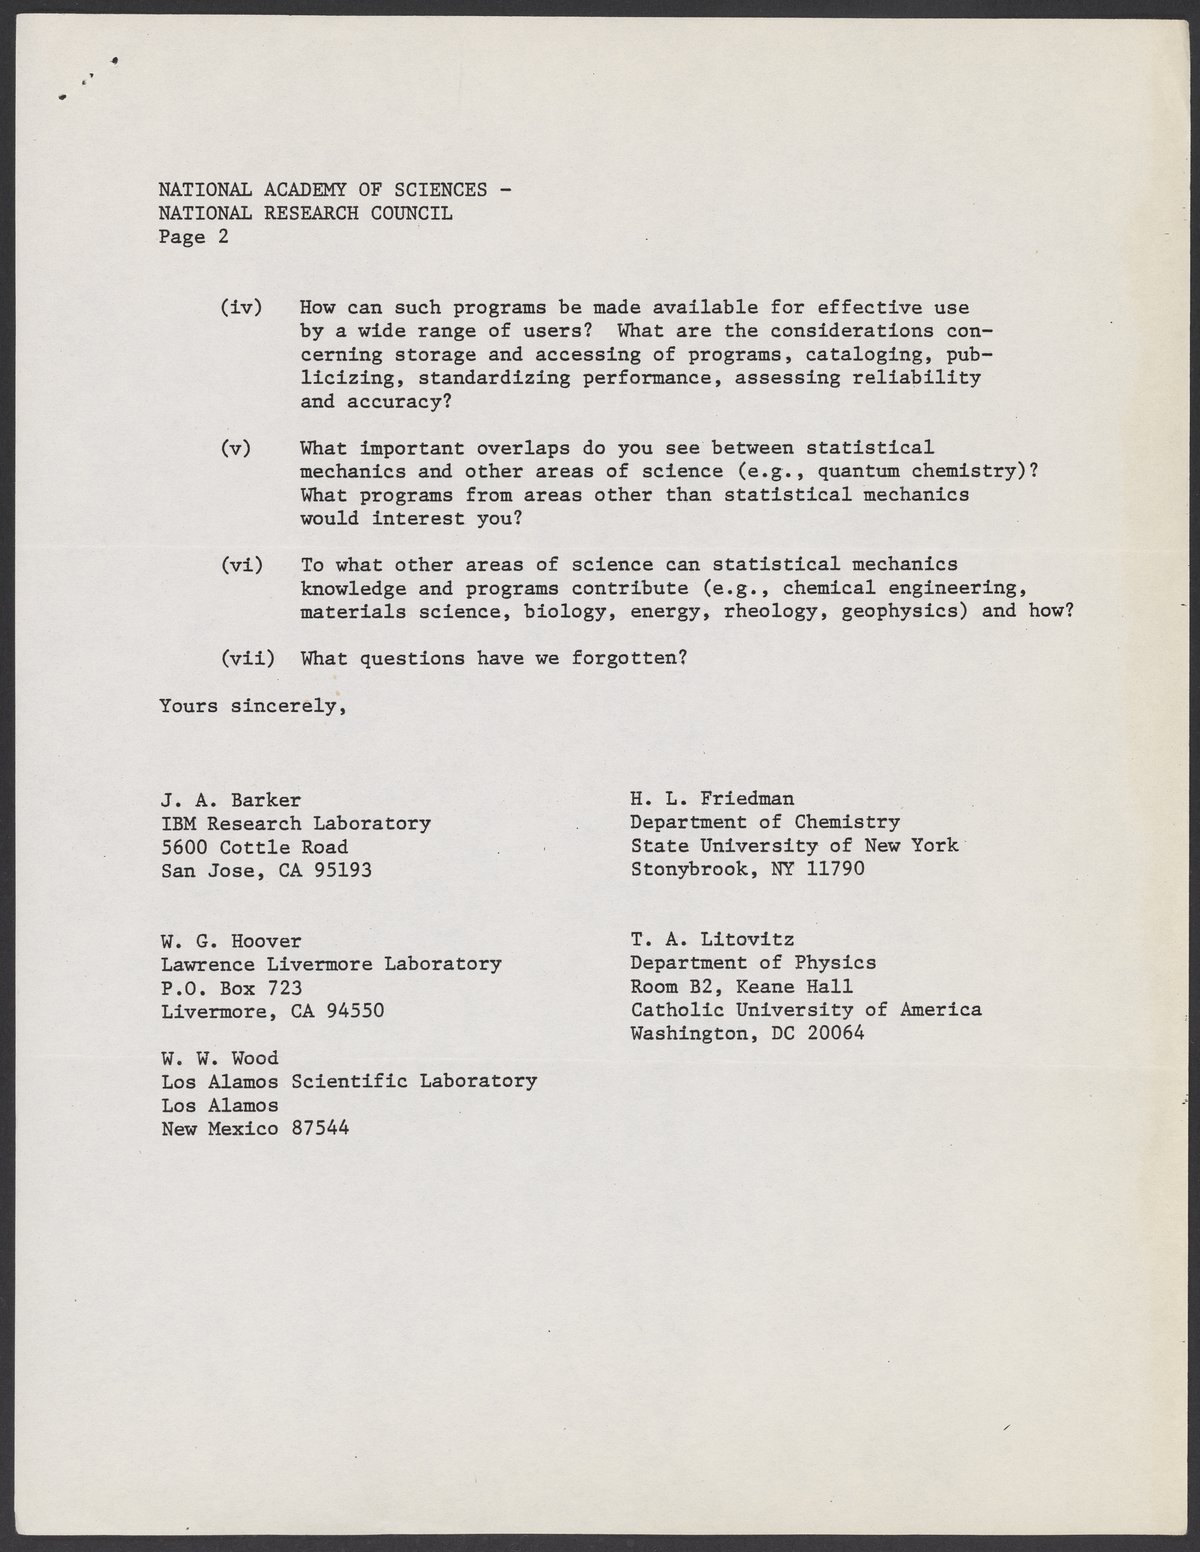 NATIONAL ACADEMY OF SCIENCES -
NATIONAL RESEARCH COUNCIL
Page 2
(iv) How can such programs be made available for effective use
by a wide range of users? What are the considerations con-
cerning storage and accessing of programs, cataloging, pub-
licizing, standardizing performance, assessing reliability
and accuracy?
(v) What important overlaps do you see between statistical
mechanics and other areas of science (e.g., quantum chemistry)?
What programs from areas other than statistical mechanics
would interest you?
(vi) To what other areas of science can statistical mechanics
knowledge and programs contribute (e.g., chemical engineering,
materials science, biology, energy, rheology, geophysics) and how?
(vii) What questions have we forgotten?
Yours sincerely,
J. A. Barker
IBM Research Laboratory
5600 Cottle Road
San Jose, CA 95193
H. L. Friedman
Department of Chemistry
State University of New York
Stonybrook, NY 11790
W. G. Hoover
Lawrence Livermore Laboratory
P.O. Box 723
Livermore, CA 94550
T. A. Litovitz
Department of Physics
Room B2, Keane Hall
Catholic University of America
Washington, DC 20064
W. W. Wood
Los Alamos Scientific Laboratory
Los Alamos
New Mexico 87544